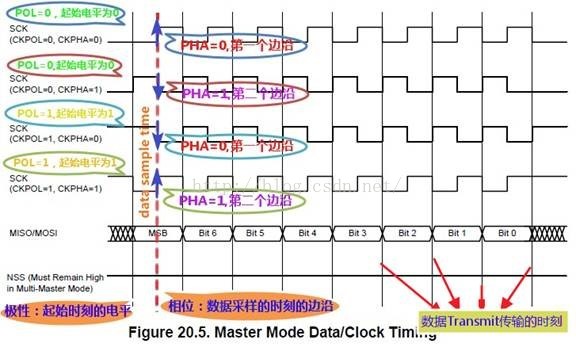 POL=0,起始电平为0
SCK
(CKPOL=0, CKPHA=0)
PHA=0,第一个边沿
POL=0,起始电平为0
SCK
(CKPOL=0, CKPHA=1)
PHA=1,第二个边沿
POL=1,起始电平为1
SCK
(CKPOL=1, CKPHA=0)
PHA=0,第一个边沿
POL=1,起始电平为1
SCK
(CKPOL=1, CKPHA=1)
PHA=1,第二个边沿
data sample time
http://blog.csdn.net/
MISO/MOSI
MSB Bit 6 Bit 5 Bit 4 Bit 3 Bit 2 Bit 1 Bit 0
NSS (Must Remain High
in Multi-Master Mode)
极性：起始时刻的电平
相位：数据采样的时刻的边沿
数据Transmit传输的时刻
Figure 20.5. Master Mode Data/Clock Timing